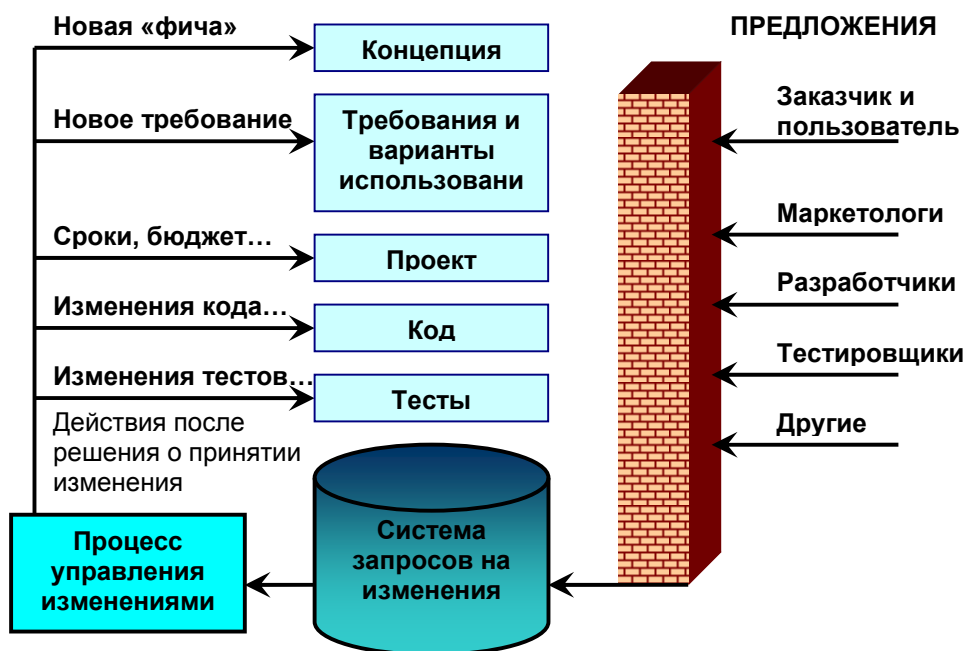 Новая «фича»
Концепция
Новое требование
Требования и
варианты
использовани
Сроки, бюджет…
Проект
Изменения кода…
Код
Изменения тестов…
Тесты
Действия после
решения о принятии
изменения
Процесс
управления
изменениями
Система
запросов на
изменения
ПРЕДЛОЖЕНИЯ
Заказчик и
пользователь
Маркетологи
Разработчики
Тестировщики
Другие